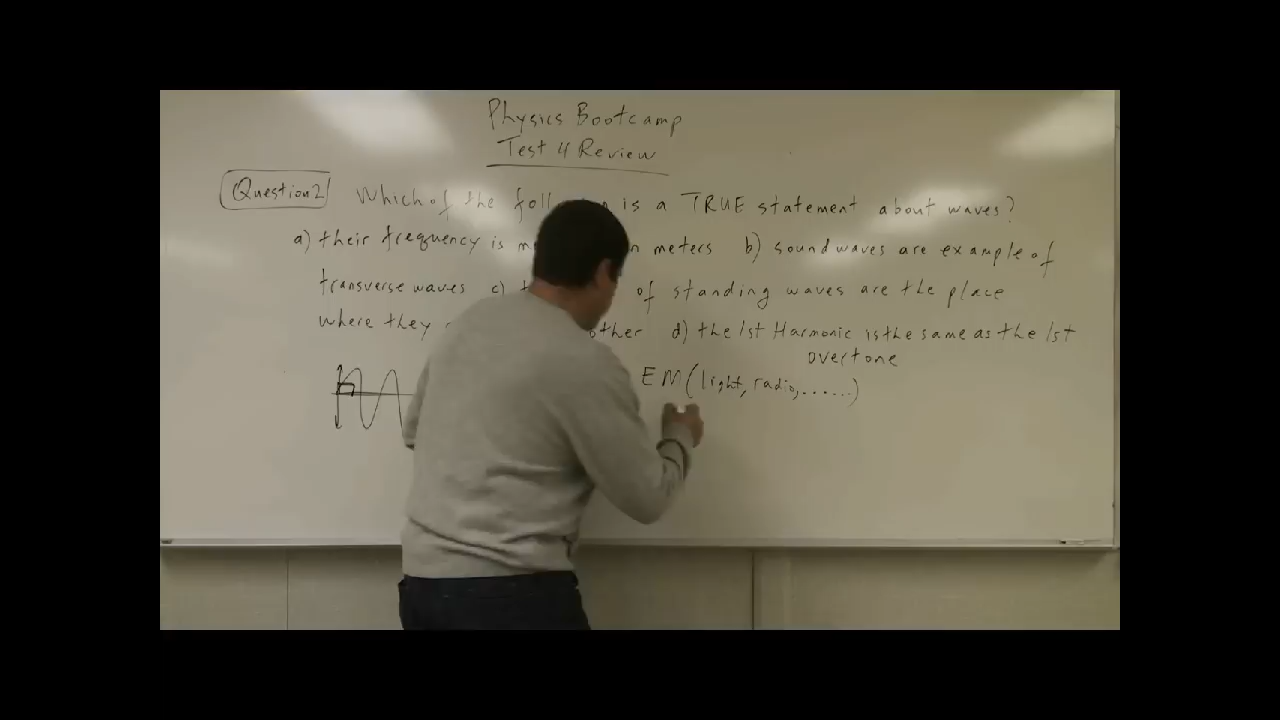 Physics Bootcamp
Test 4 Review
Question 2 Which of the is a TRUE statement about waves?
a) their frequency is meters b) sound waves are example of
transverse waves c) of standing waves are the place
where they other d) the 1st Harmonic is the same as the 1st
overtone
EM (light, radio, ......)